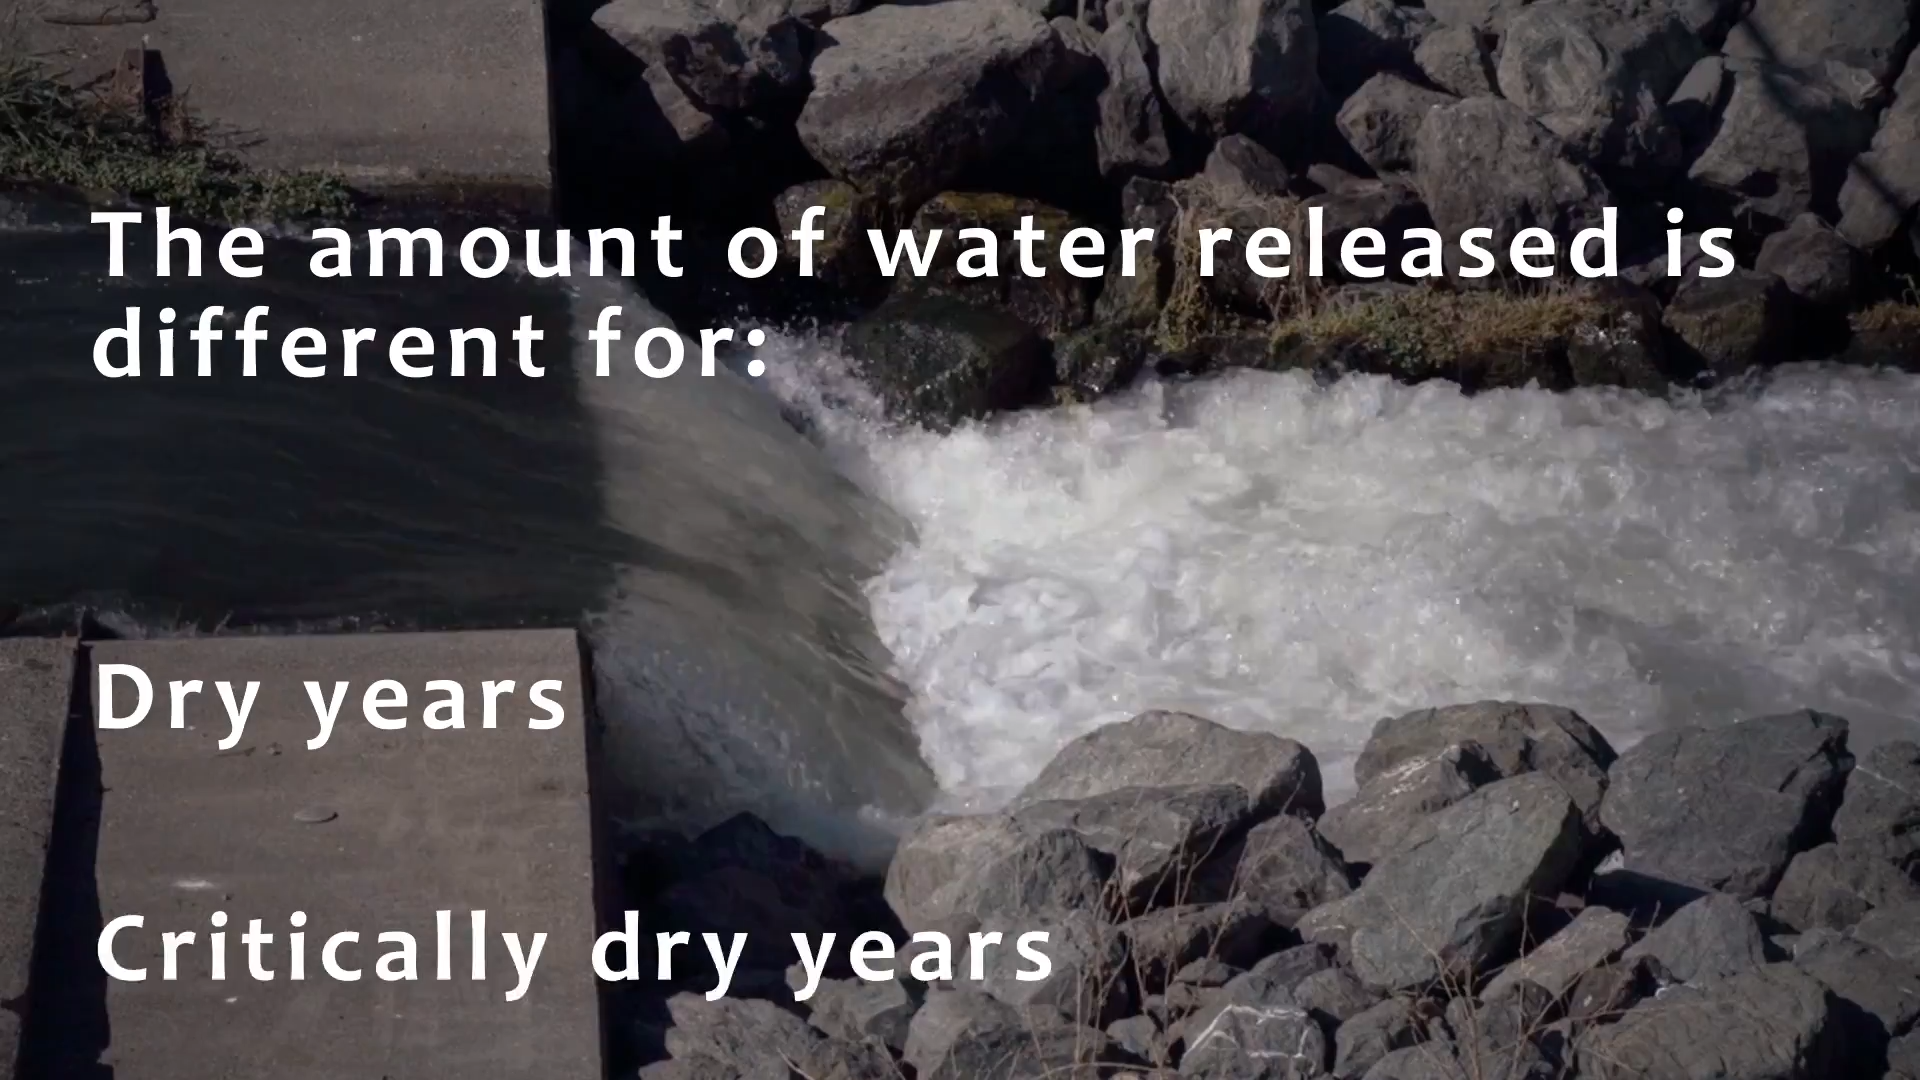 The amount of water released is
different for:
Dry years
Critically dry years